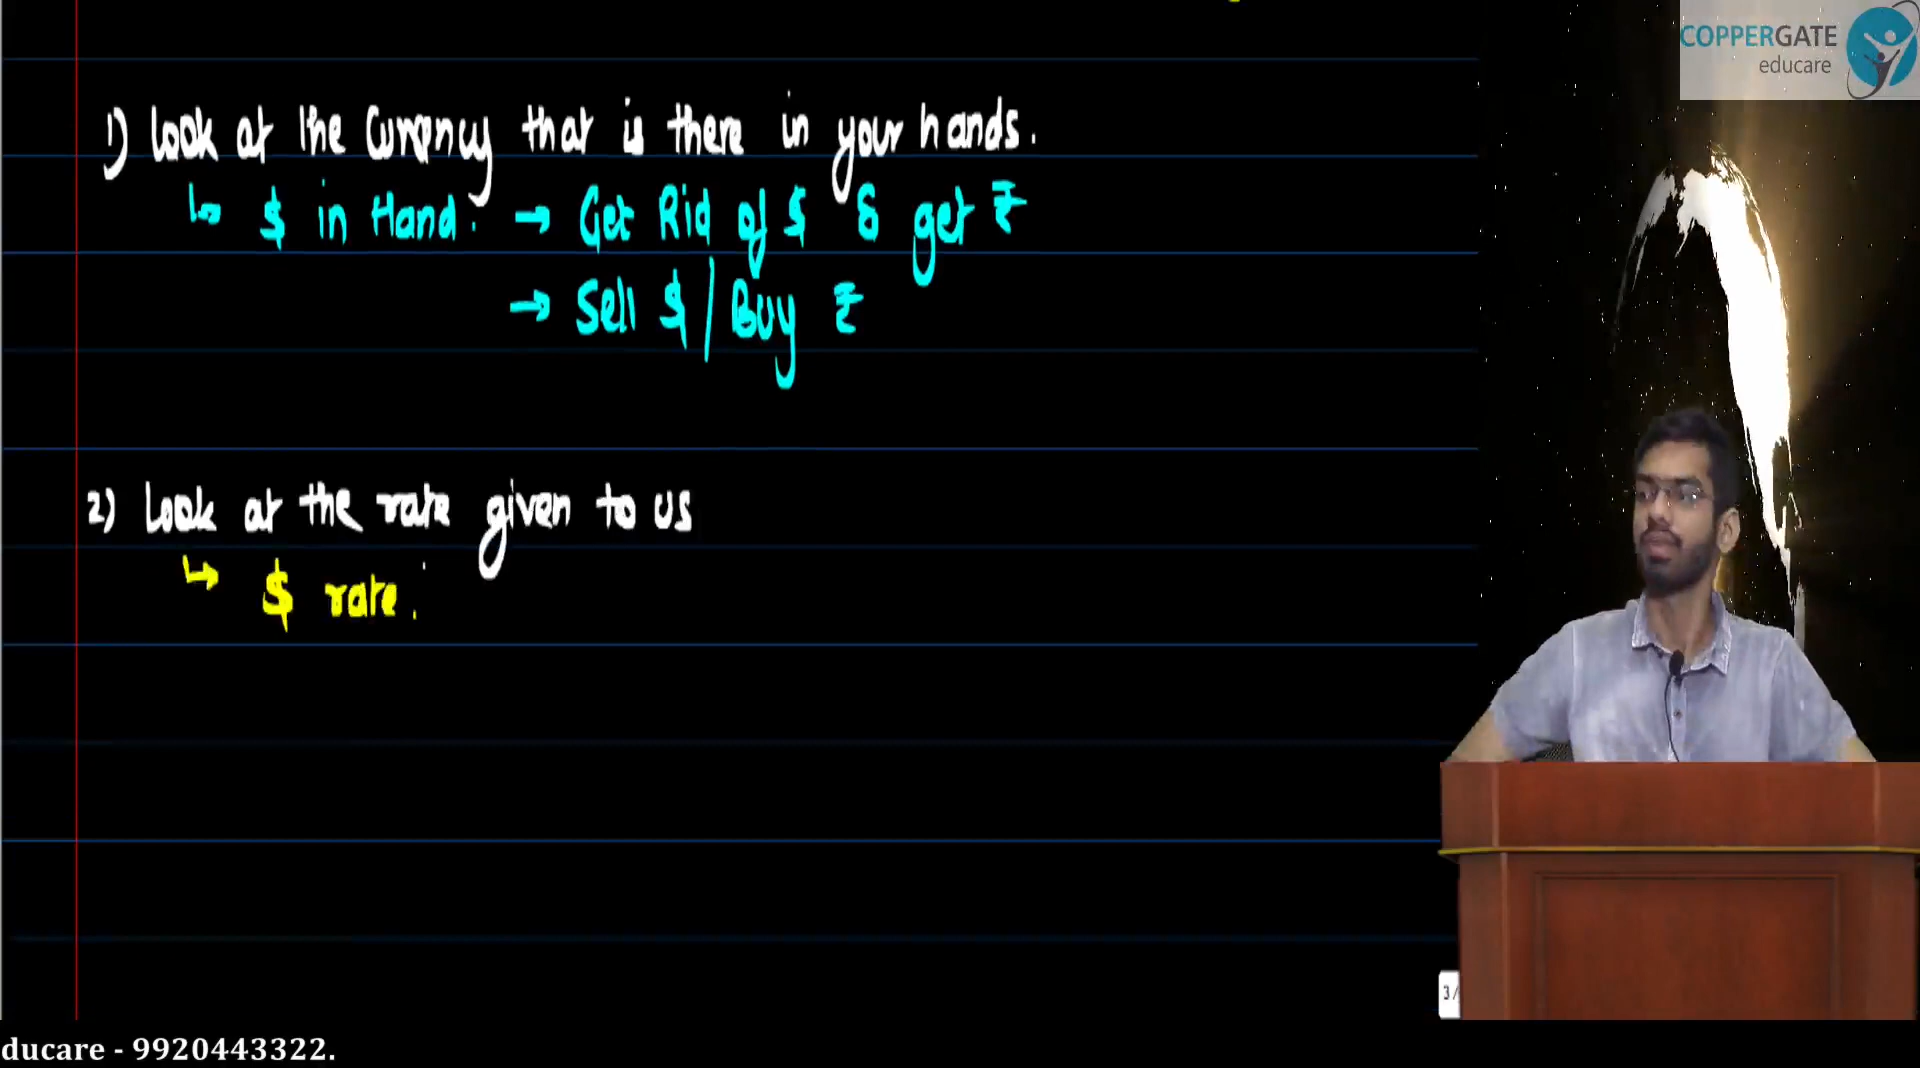 COPPERGATE
educare
1) Look at the Currency that is there in your hands.
↳ $ in Hand. → Get Rid of $ & get ₹
→ Sell $ / Buy ₹
2) Look at the rate given to us
↳ $ rate.
3/
ducare - 9920443322.